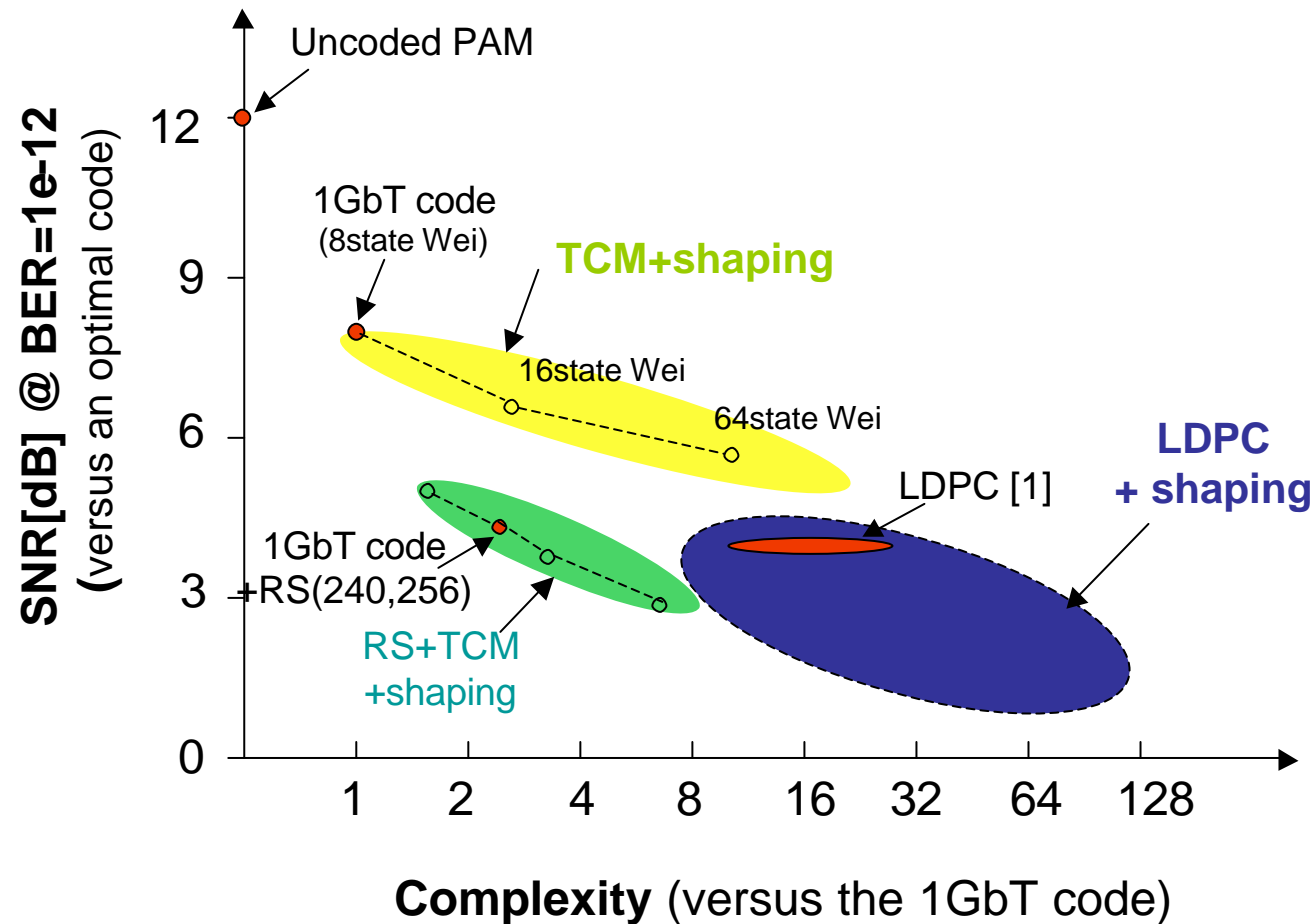 Uncoded PAM
SNR[dB] @ BER=1e-12
(versus an optimal code)
12
9
6
3
0
1GbT code
(8state Wei)
TCM+shaping
16state Wei
64state Wei
LDPC
+ shaping
LDPC [1]
1GbT code
+RS(240,256)
RS+TCM
+shaping
1 2 4 8 16 32 64 128
Complexity (versus the 1GbT code)